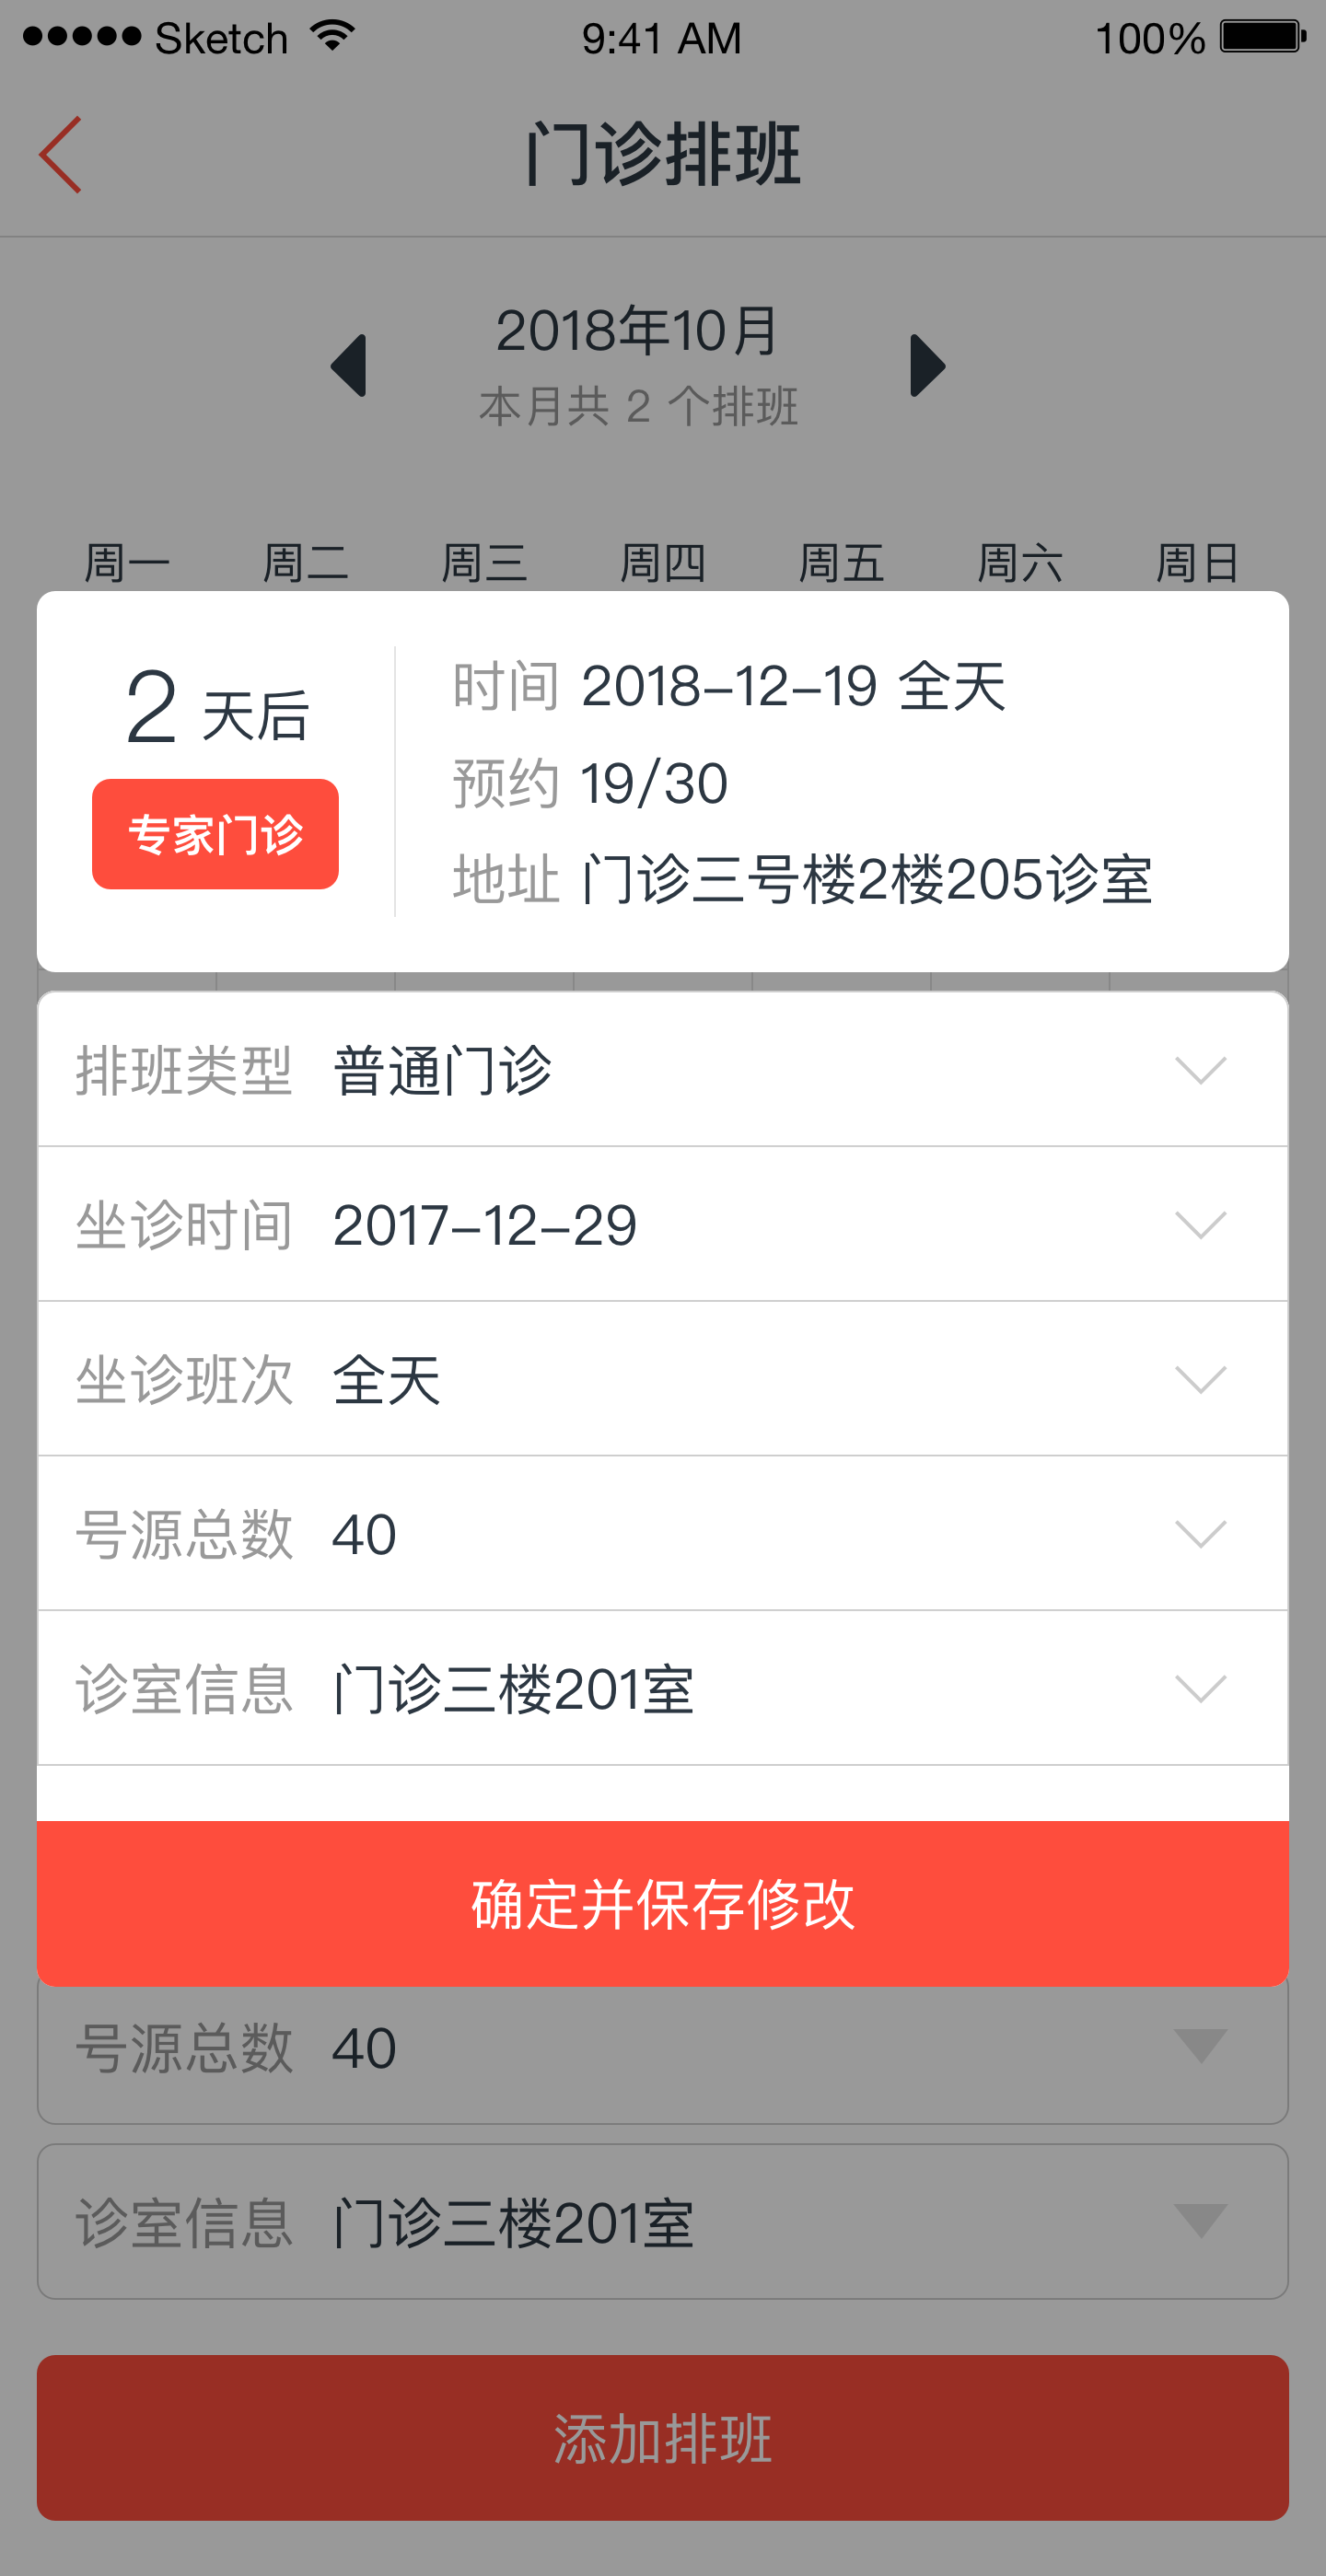 Sketch 9:41 AM 100%
门诊排班
2018年10月
本月共 2 个排班
周一 周二 周三 周四 周五 周六 周日
2 天后
专家门诊
时间 2018-12-19 全天
预约 19/30
地址 门诊三号楼2楼205诊室
排班类型 普通门诊
坐诊时间 2017-12-29
坐诊班次 全天
号源总数 40
诊室信息 门诊三楼201室
确定并保存修改
号源总数 40
诊室信息 门诊三楼201室
添加排班